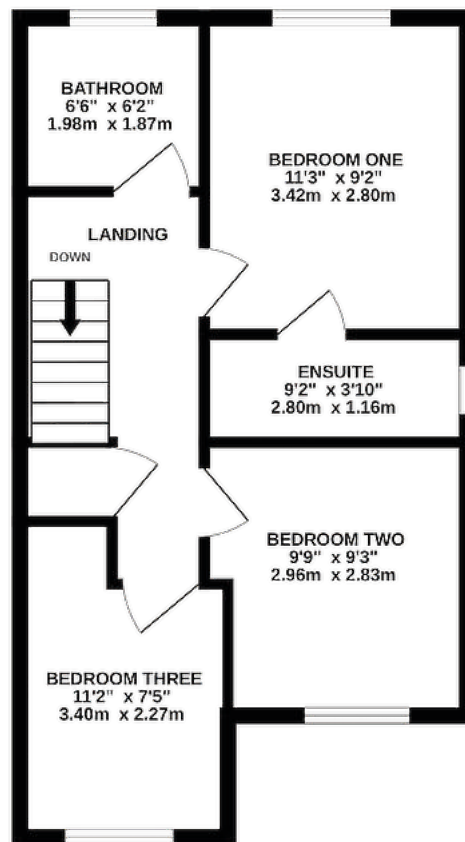 BATHROOM
6'6" x 6'2"
1.98m x 1.87m
BEDROOM ONE
11'3" x 9'2"
3.42m x 2.80m
LANDING
DOWN
ENSUITE
9'2" x 3'10"
2.80m x 1.16m
BEDROOM TWO
9'9" x 9'3"
2.96m x 2.83m
BEDROOM THREE
11'2" x 7'5"
3.40m x 2.27m